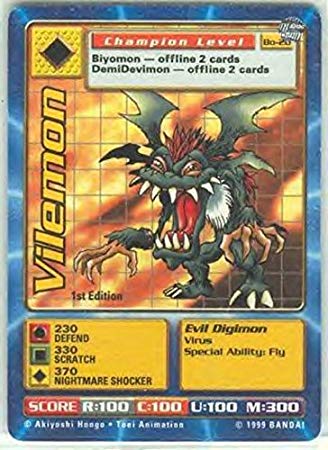 Champion Level
Bo-20
Biyomon — offline 2 cards
DemiDevimon — offline 2 cards
Vilemon
1st Edition
230
DEFEND
330
SCRATCH
370
NIGHTMARE SHOCKER
Evil Digimon
Virus
Special Ability: Fly
SCORE R:100 C:100 U:100 M:300
© Akiyoshi Hongo • Toei Animation © 1999 BANDAI